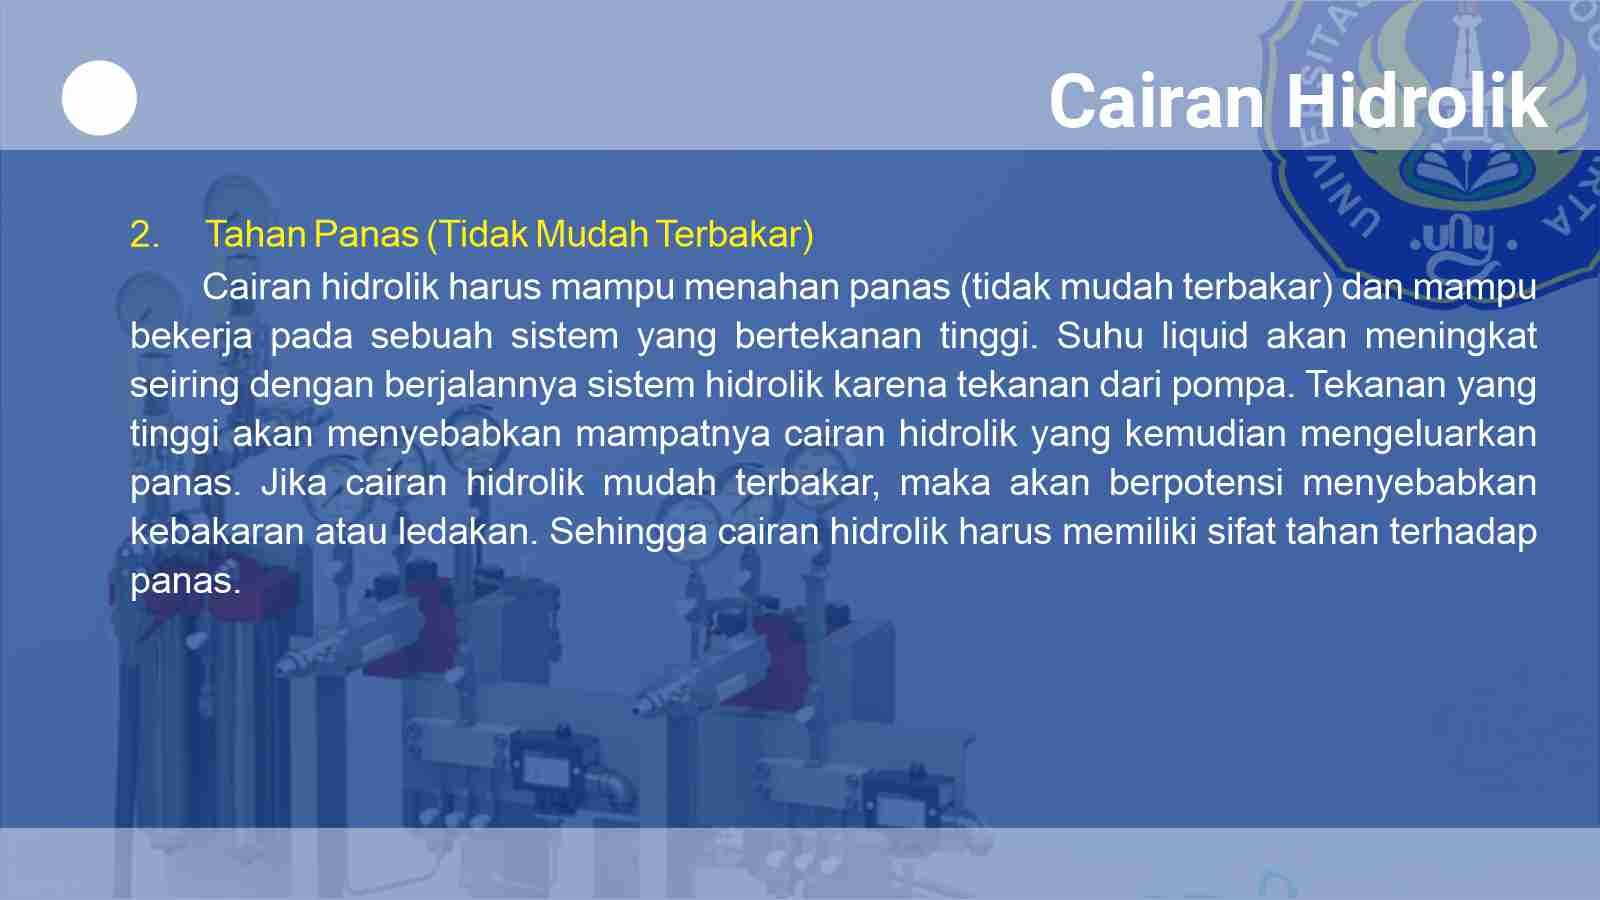 Cairan Hidrolik
2. Tahan Panas (Tidak Mudah Terbakar)
Cairan hidrolik harus mampu menahan panas (tidak mudah terbakar) dan mampu
bekerja pada sebuah sistem yang bertekanan tinggi. Suhu liquid akan meningkat
seiring dengan berjalannya sistem hidrolik karena tekanan dari pompa. Tekanan yang
tinggi akan menyebabkan mampatnya cairan hidrolik yang kemudian mengeluarkan
panas. Jika cairan hidrolik mudah terbakar, maka akan berpotensi menyebabkan
kebakaran atau ledakan. Sehingga cairan hidrolik harus memiliki sifat tahan terhadap
panas.
UNIVERSITAS
uny